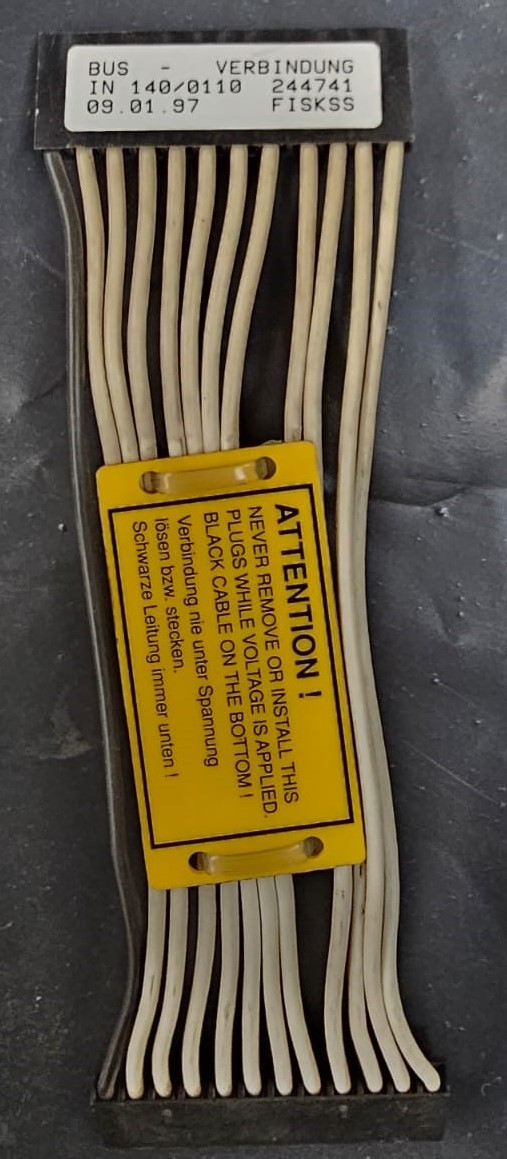 BUS - VERBINDUNG
IN 140/0110 244741
09.01.97 FISKSS
ATTENTION !
NEVER REMOVE OR INSTALL THIS
PLUGS WHILE VOLTAGE IS APPLIED.
BLACK CABLE ON THE BOTTOM !
Verbindung nie unter Spannung
lösen bzw. stecken.
Schwarze Leitung immer unten !